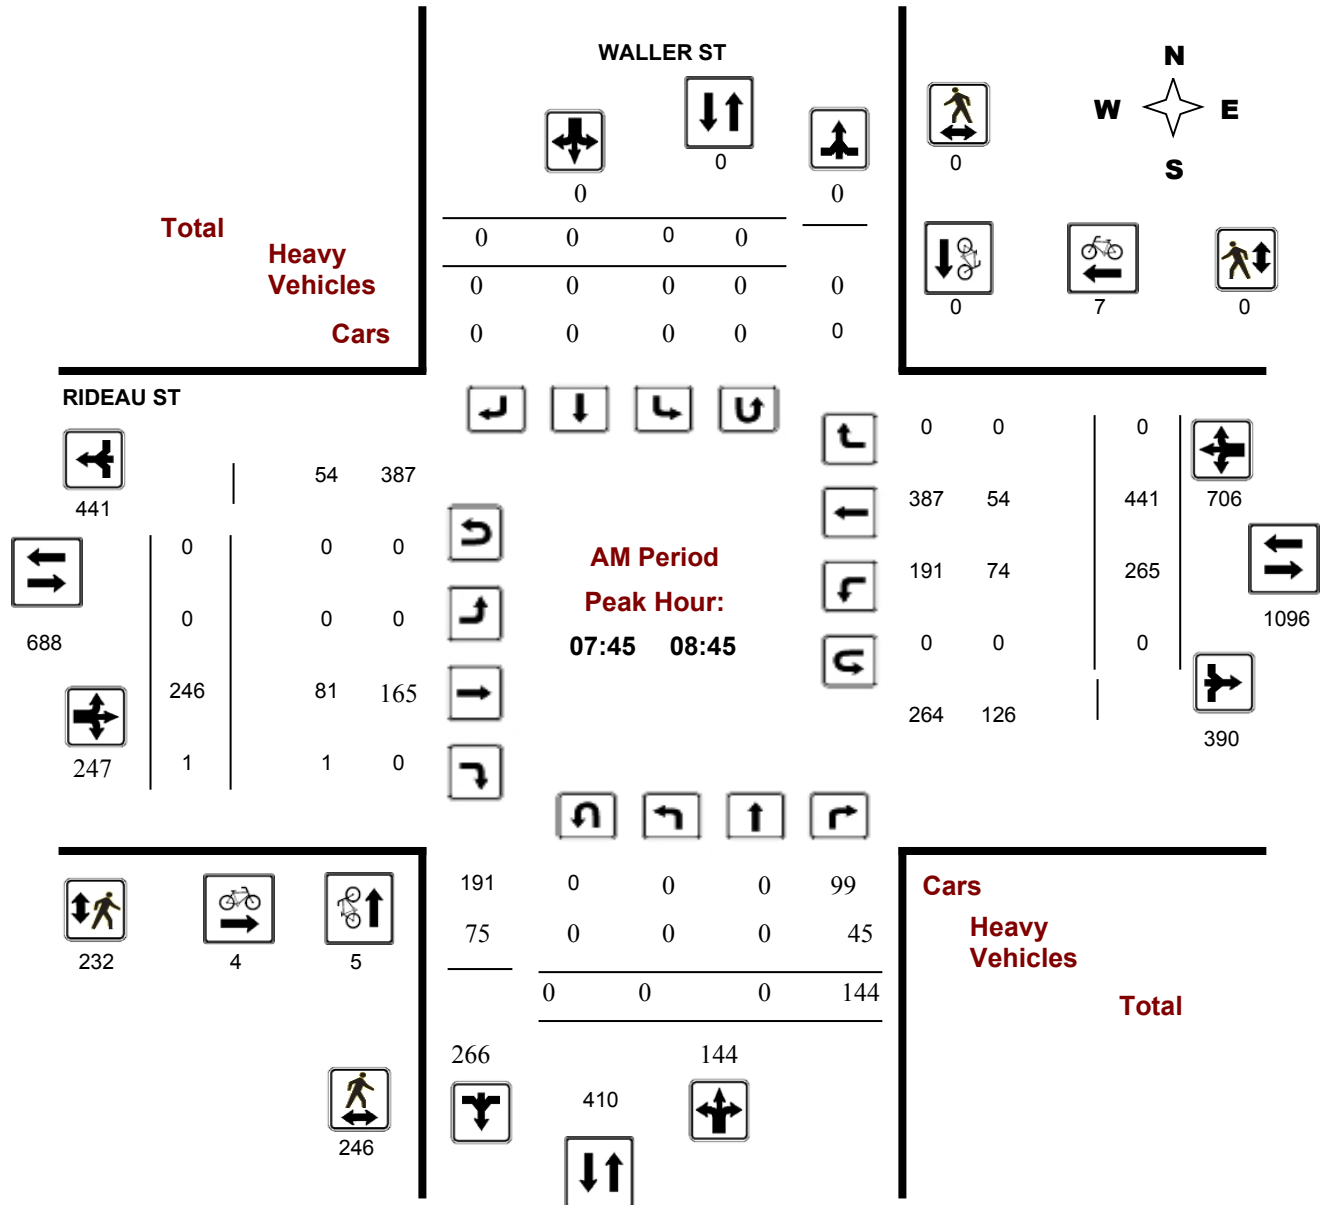 WALLER ST
N
W E
S
0
0
0
0 0
Total
0 0 0 0
Heavy
Vehicles
0 0 0 0 0
0 7 0
Cars
0 0 0 0 0
RIDEAU ST
54 387
441
0 0 0
387 54 441 706
0 0 0
AM Period
191 74 265
Peak Hour:
0 0 0
688
07:45 08:45
0 0 0
1096
246 81 165
264 126
390
247 1 1 0
191 0 0 0 99
Cars
75 0 0 0 45
Heavy
Vehicles
232 4 5
0 0 0 144
Total
266 144
410
246